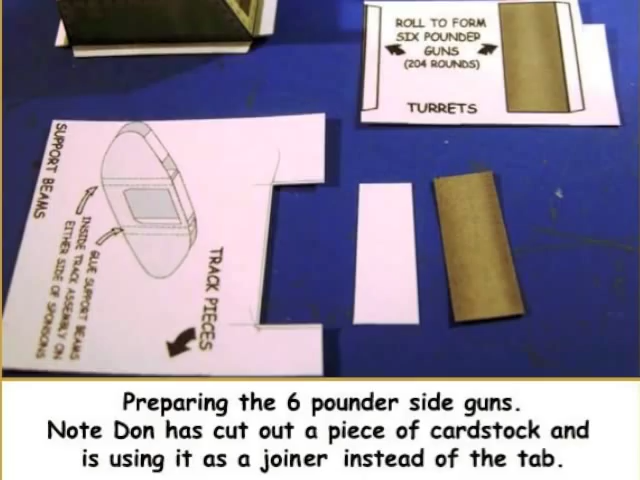 ROLL TO FORM
SIX POUNDER
GUNS
(204 ROUNDS)
TURRETS
SUPPORT BEAMS
GLUE SUPPORT BEAMS
INSIDE TRACK ASSEMBLY ON
EITHER SIDE OF SPONSONS
TRACK PIECES
Preparing the 6 pounder side guns.
Note Don has cut out a piece of cardstock and
is using it as a joiner instead of the tab.